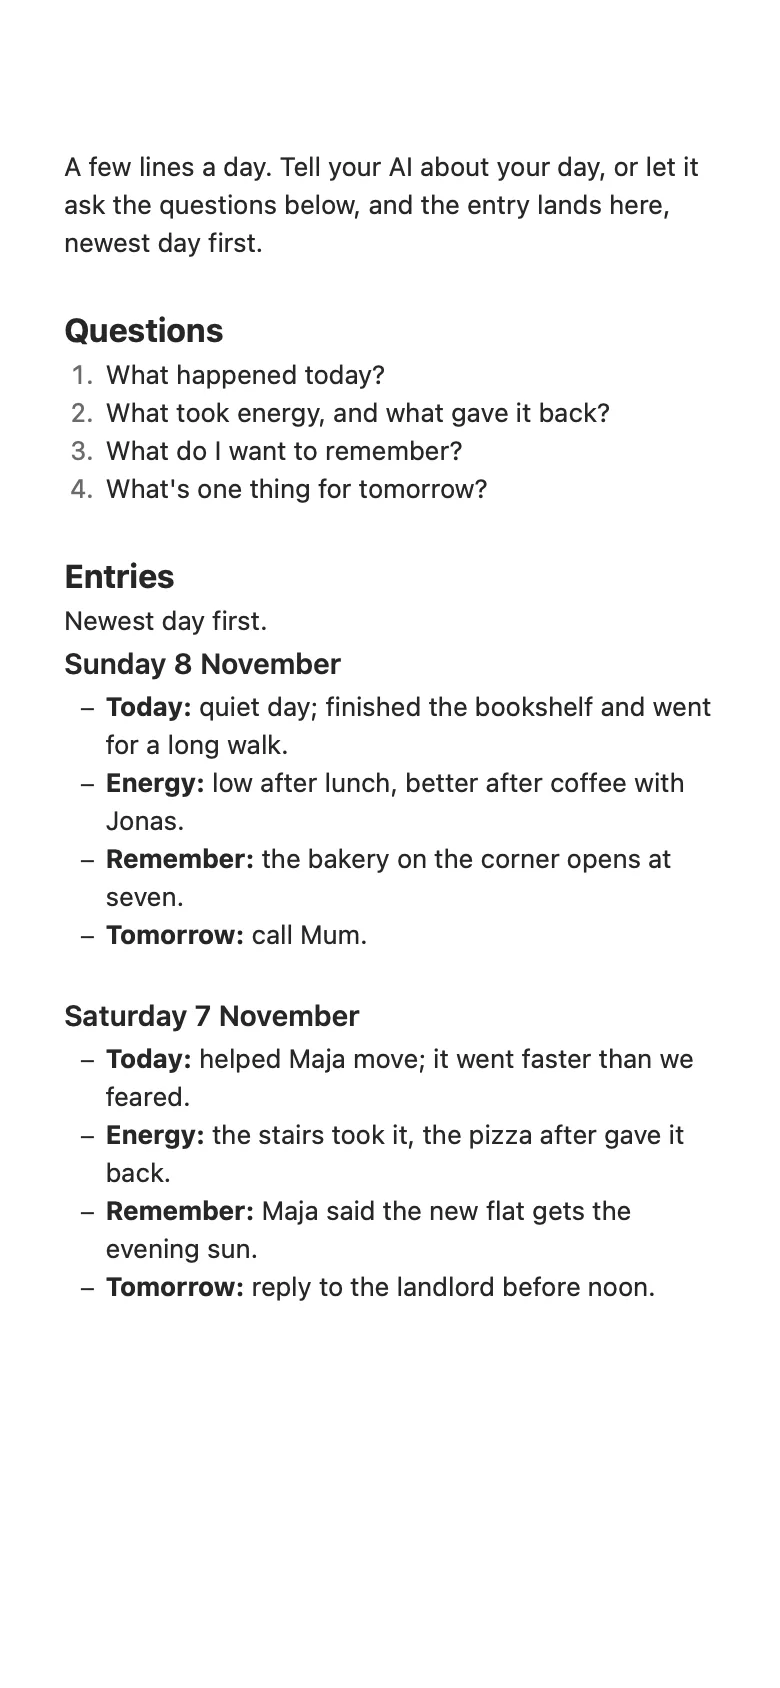 A few lines a day. Tell your AI about your day, or let it
ask the questions below, and the entry lands here,
newest day first.
Questions
1. What happened today?
2. What took energy, and what gave it back?
3. What do I want to remember?
4. What's one thing for tomorrow?
Entries
Newest day first.
Sunday 8 November
– Today: quiet day; finished the bookshelf and went
for a long walk.
– Energy: low after lunch, better after coffee with
Jonas.
– Remember: the bakery on the corner opens at
seven.
– Tomorrow: call Mum.
Saturday 7 November
– Today: helped Maja move; it went faster than we
feared.
– Energy: the stairs took it, the pizza after gave it
back.
– Remember: Maja said the new flat gets the
evening sun.
– Tomorrow: reply to the landlord before noon.